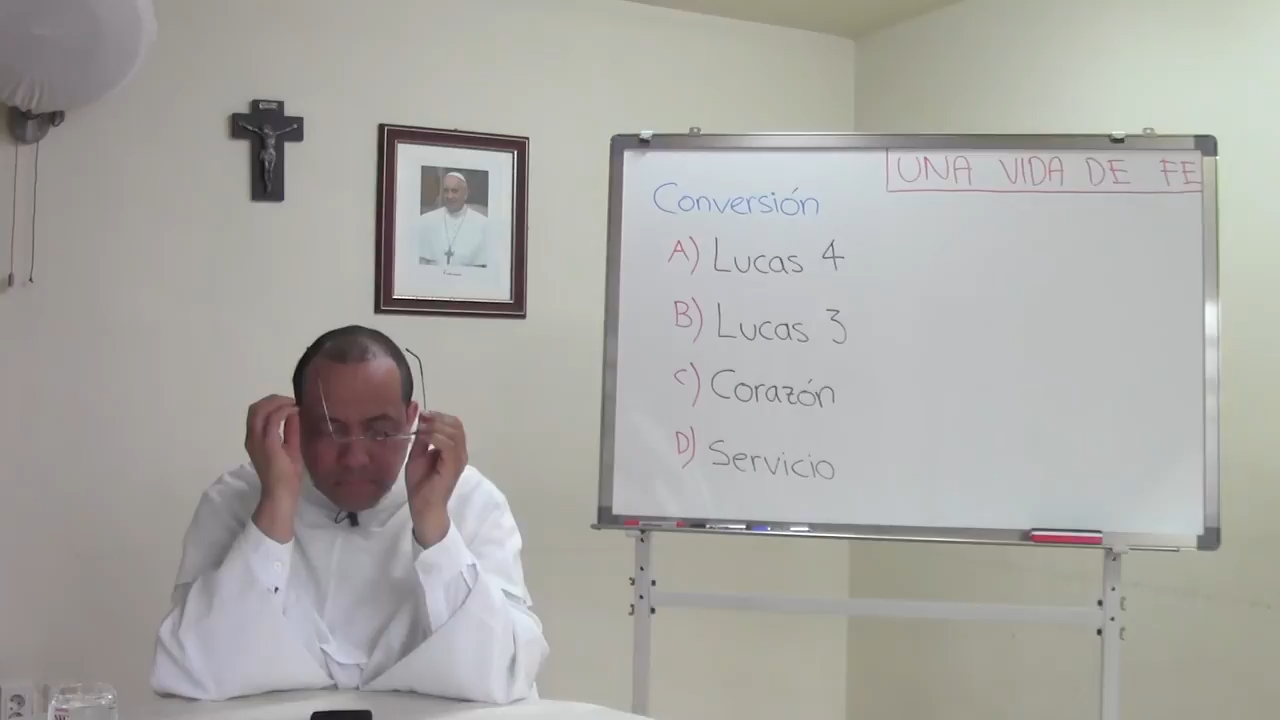 UNA VIDA DE FE
Conversión
A) Lucas 4
B) Lucas 3
C) Corazón
D) Servicio